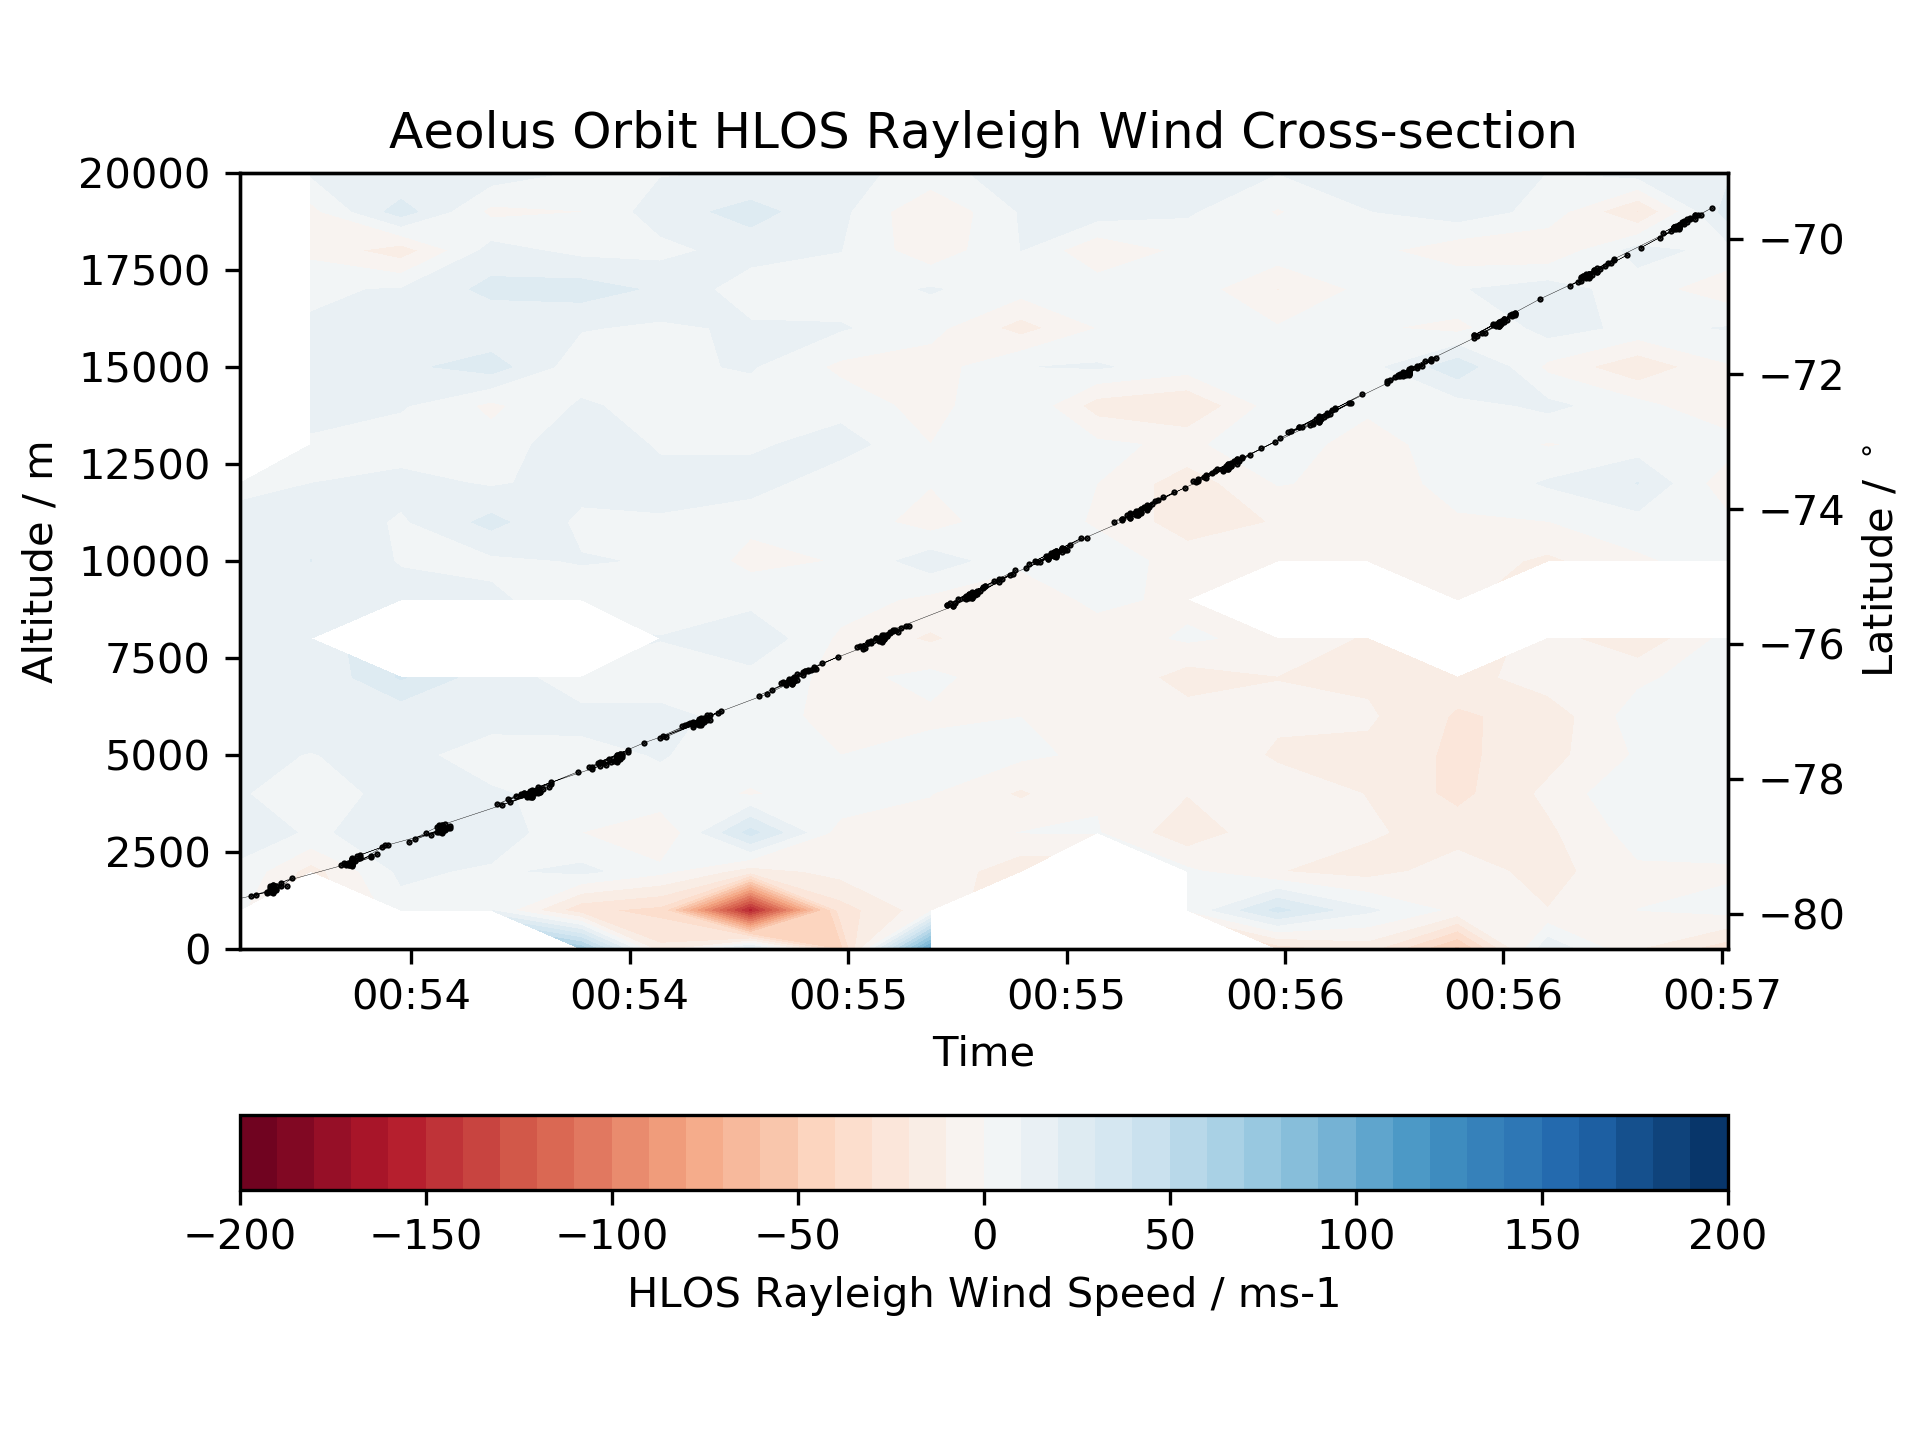 Aeolus Orbit HLOS Rayleigh Wind Cross-section
20000
17500
15000
12500
10000
7500
5000
2500
0
Altitude / m
−70
−72
−74
−76
−78
−80
Latitude / °
00:54 00:54 00:55 00:55 00:56 00:56 00:57
Time
−200 −150 −100 −50 0 50 100 150 200
HLOS Rayleigh Wind Speed / ms-1